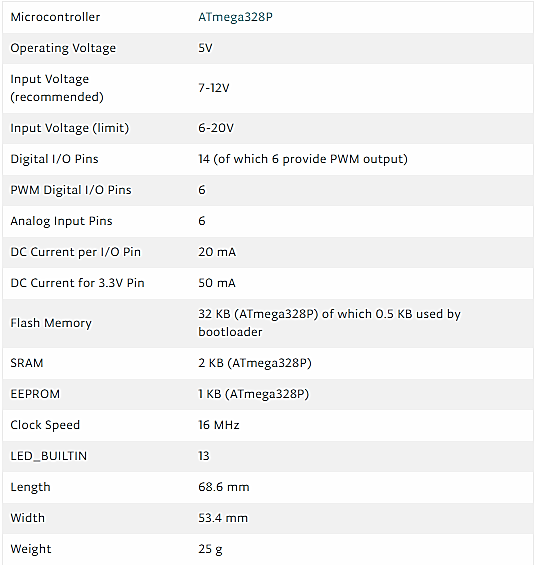 Microcontroller ATmega328P
Operating Voltage 5V
Input Voltage
(recommended) 7-12V
Input Voltage (limit) 6-20V
Digital I/O Pins 14 (of which 6 provide PWM output)
PWM Digital I/O Pins 6
Analog Input Pins 6
DC Current per I/O Pin 20 mA
DC Current for 3.3V Pin 50 mA
Flash Memory 32 KB (ATmega328P) of which 0.5 KB used by
bootloader
SRAM 2 KB (ATmega328P)
EEPROM 1 KB (ATmega328P)
Clock Speed 16 MHz
LED_BUILTIN 13
Length 68.6 mm
Width 53.4 mm
Weight 25 g